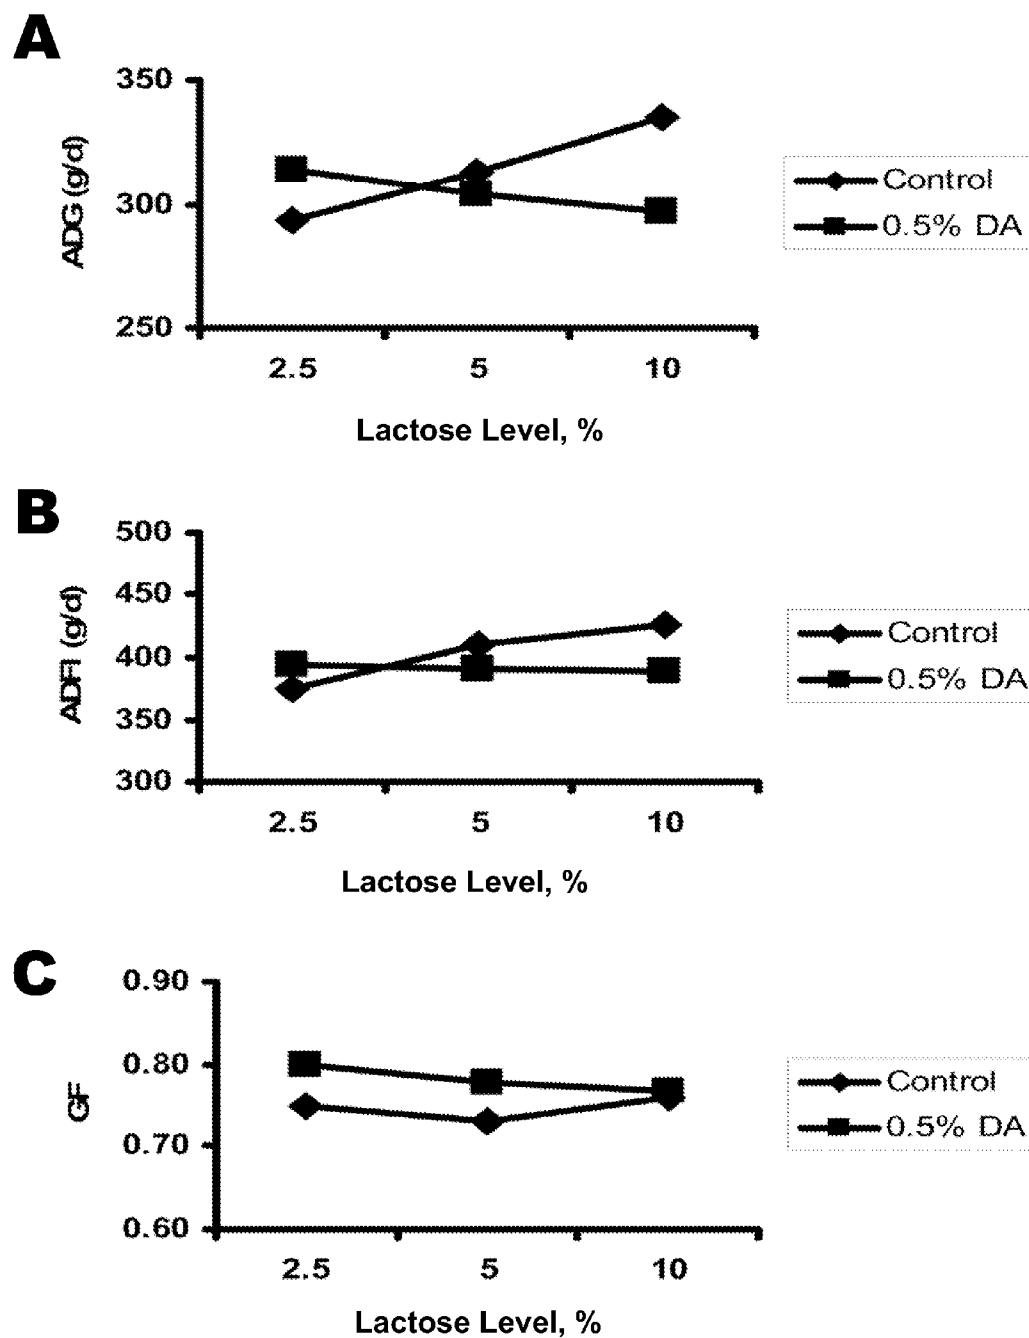 A
350
300
250
ADG (g/d)
2.5 5 10
Lactose Level, %
Control
0.5% DA
B
500
450
400
350
300
ADFI (g/d)
2.5 5 10
Lactose Level, %
Control
0.5% DA
C
0.90
0.80
0.70
0.60
GF
2.5 5 10
Lactose Level, %
Control
0.5% DA